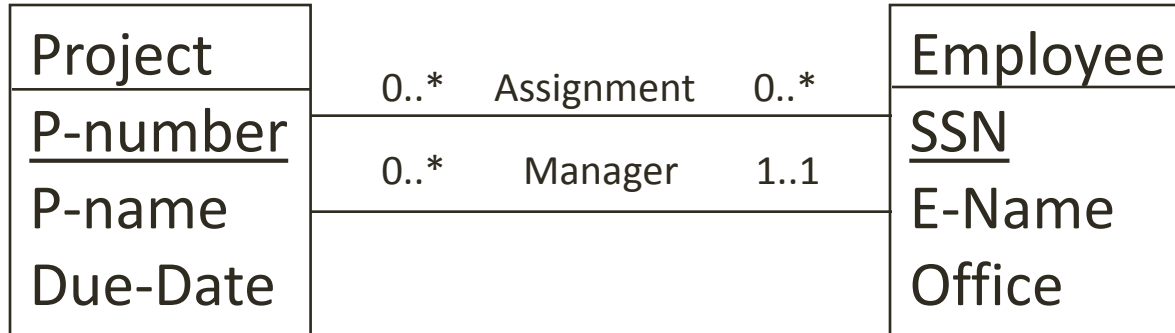 Project
P-number
P-name
Due-Date
0..* Assignment 0..*
0..* Manager 1..1
Employee
SSN
E-Name
Office